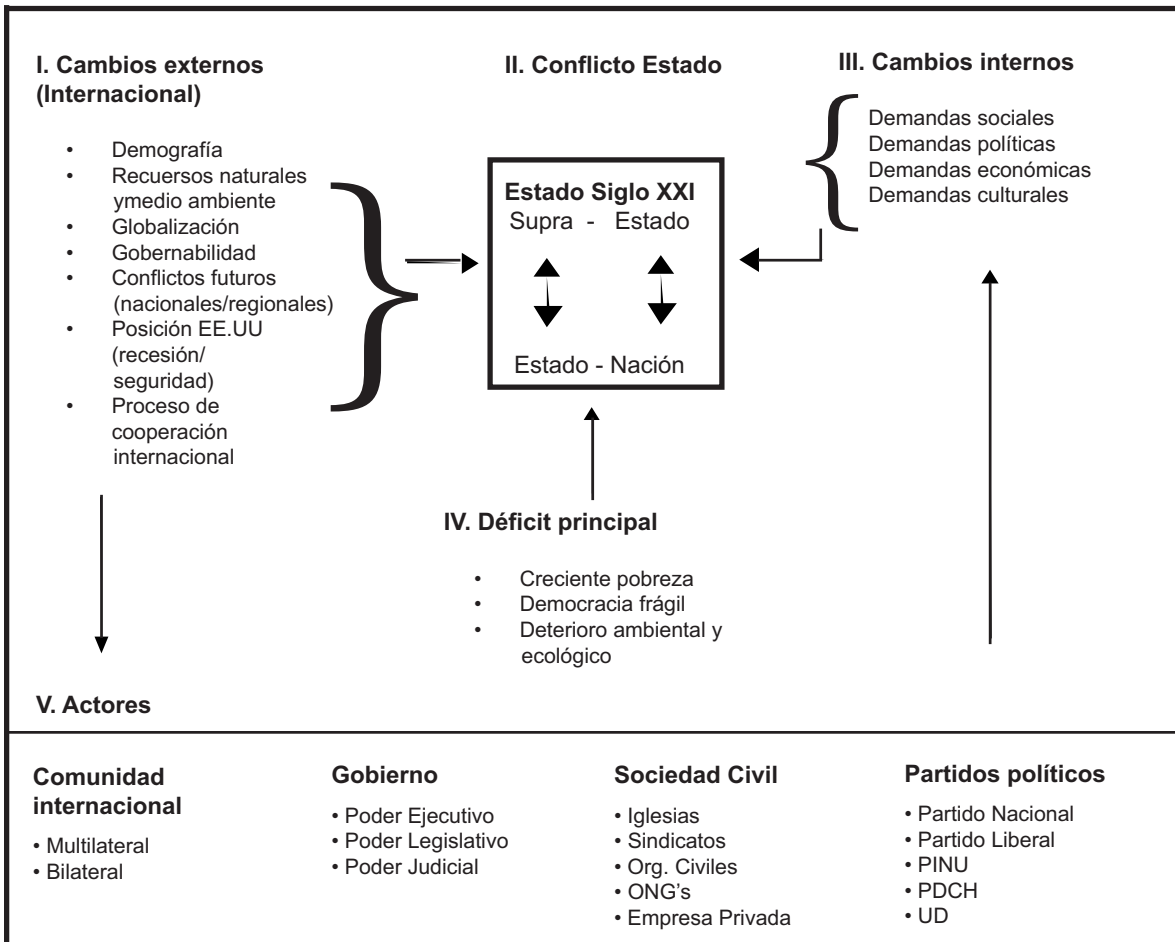 I. Cambios externos
(Internacional)
• Demografía
• Recuersos naturales
ymedio ambiente
• Globalización
• Gobernabilidad
• Conflictos futuros
(nacionales/regionales)
• Posición EE.UU
(recesión/
seguridad)
• Proceso de
cooperación
internacional
II. Conflicto Estado
Estado Siglo XXI
Supra - Estado
Estado - Nación
III. Cambios internos
Demandas sociales
Demandas políticas
Demandas económicas
Demandas culturales
IV. Déficit principal
• Creciente pobreza
• Democracia frágil
• Deterioro ambiental y
ecológico
V. Actores
Comunidad
internacional
• Multilateral
• Bilateral
Gobierno
• Poder Ejecutivo
• Poder Legislativo
• Poder Judicial
Sociedad Civil
• Iglesias
• Sindicatos
• Org. Civiles
• ONG's
• Empresa Privada
Partidos políticos
• Partido Nacional
• Partido Liberal
• PINU
• PDCH
• UD